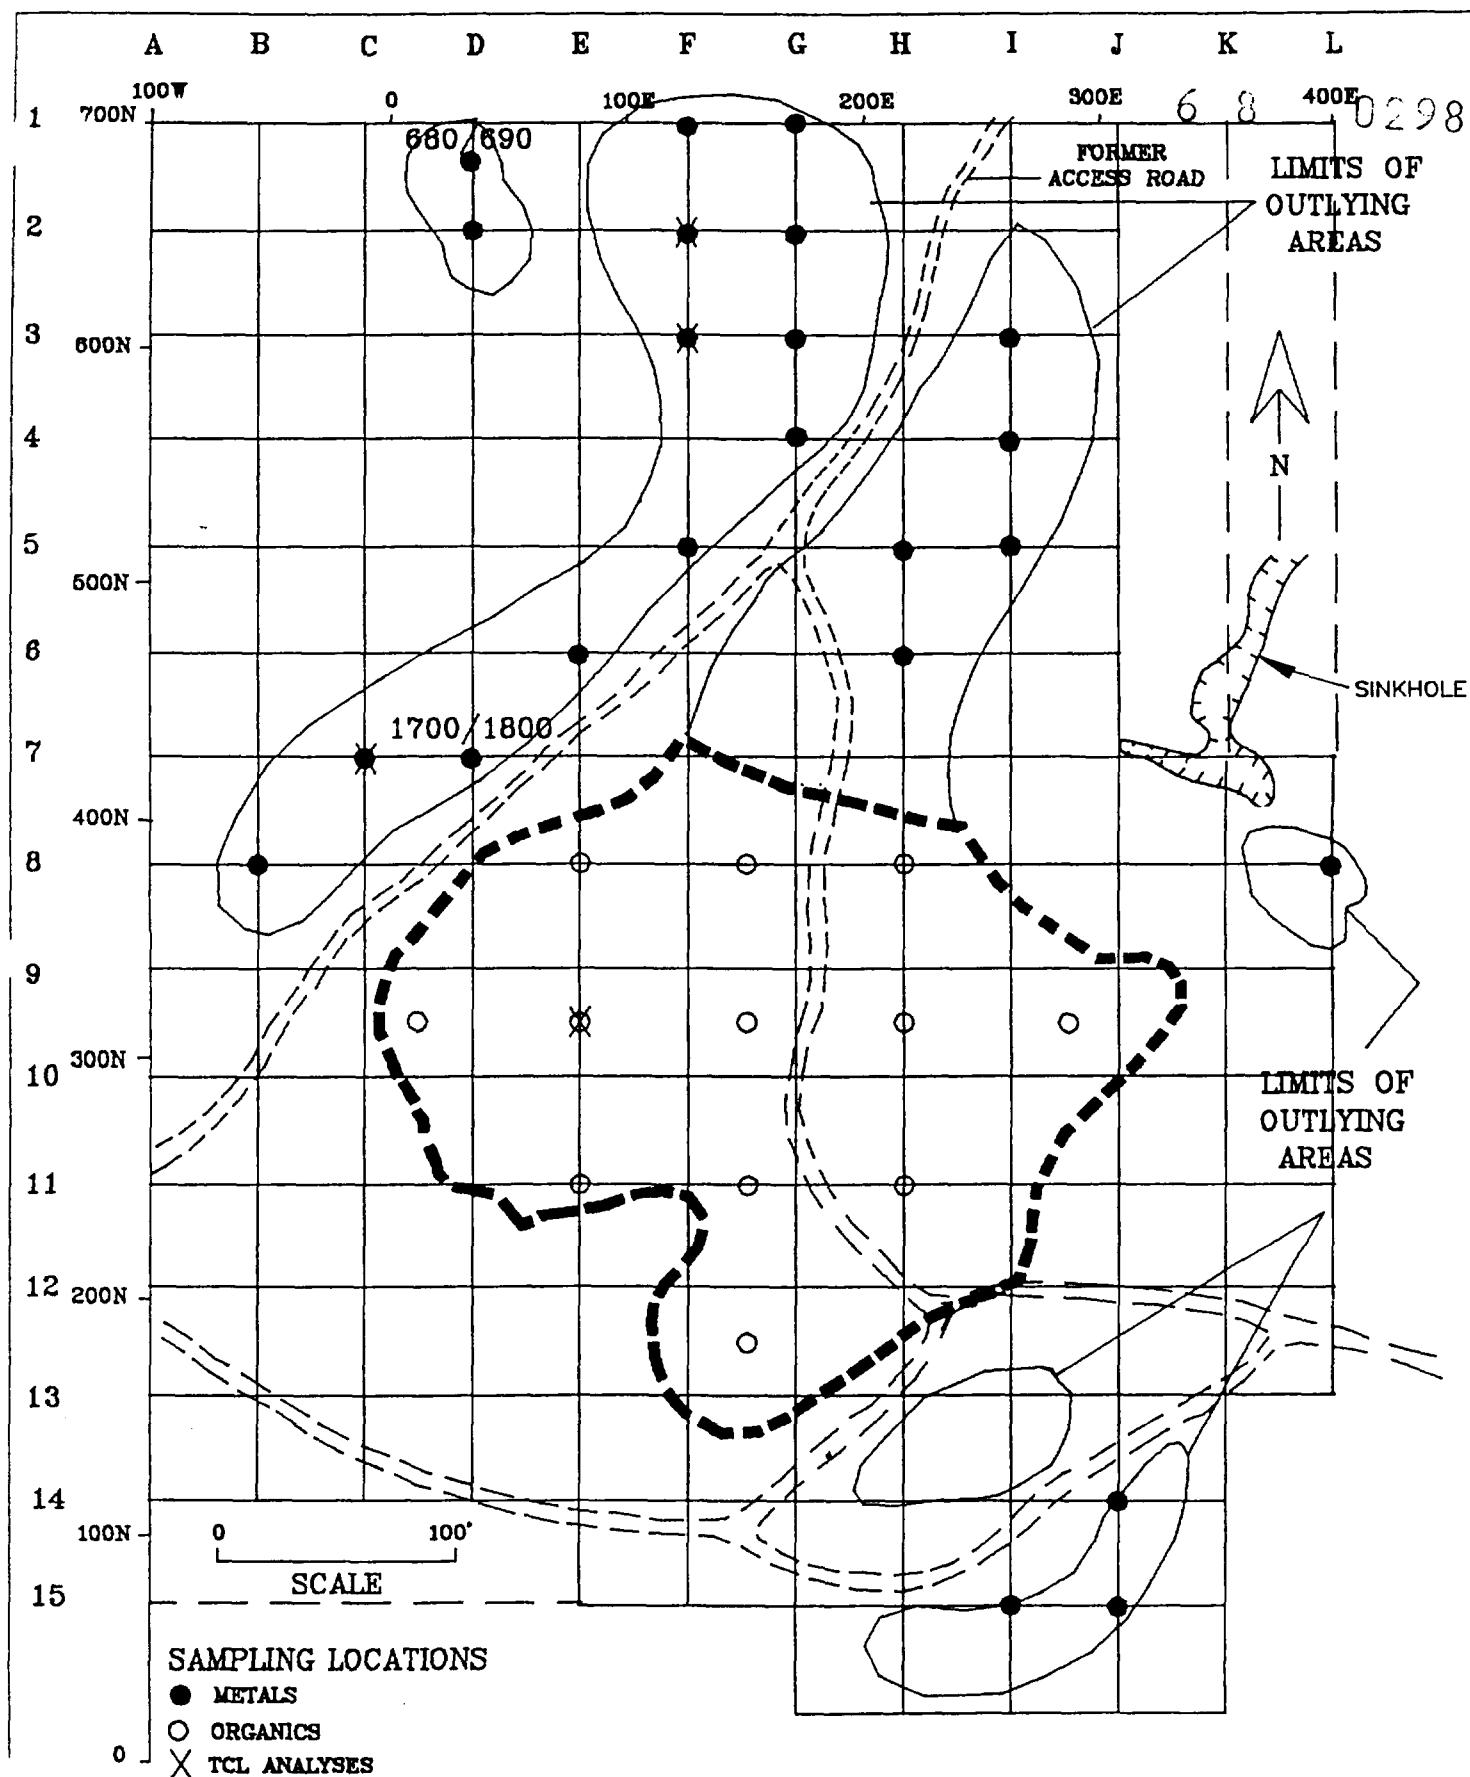 A B C D E F G H I J K L
100W 0 100E 200E 300E 400E
6 8 0298
1 700N
680/690
FORMER
ACCESS ROAD
LIMITS OF
OUTLYING
AREAS
2
3
600N
4
N
5
500N
6
SINKHOLE
1700/1800
7
400N
8
9
300N
10
LIMITS OF
OUTLYING
AREAS
11
12
200N
13
14
100N
0 100'
SCALE
15
SAMPLING LOCATIONS
METALS
ORGANICS
TCL ANALYSES
0